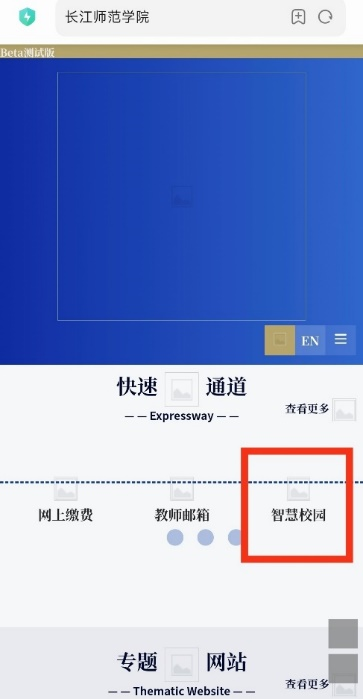 长江师范学院
Beta测试版
EN
快速 通道
—— Expressway ——
查看更多
网上缴费 教师邮箱 智慧校园
专题 网站
—— Thematic Website ——
查看更多